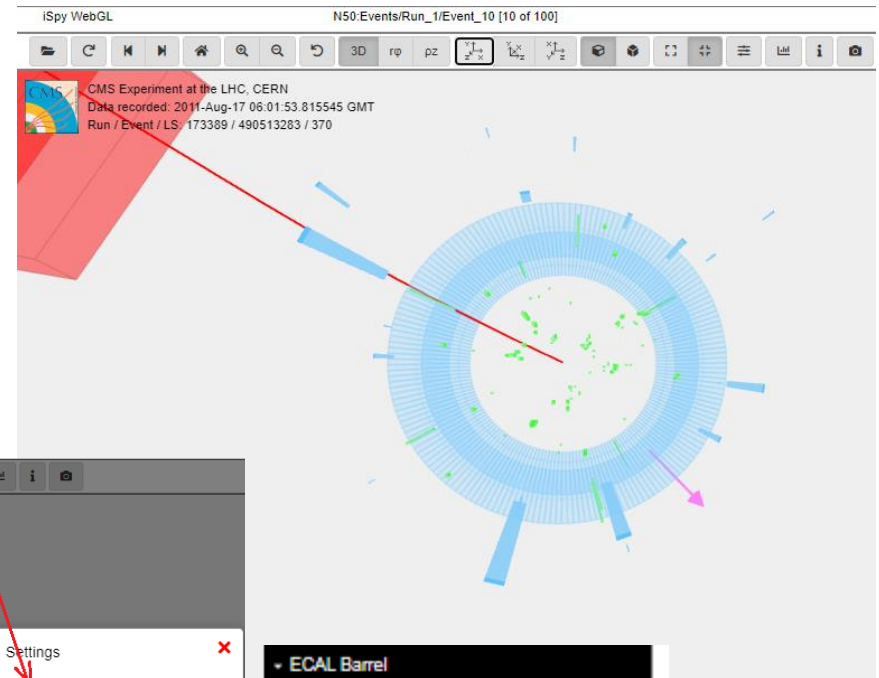 iSpy WebGL
N50:Events/Run_1/Event_10 [10 of 100]
3D rφ ρz
CMS
CMS Experiment at the LHC, CERN
Data recorded: 2011-Aug-17 06:01:53.815545 GMT
Run / Event / LS: 173389 / 490513283 / 370
Settings
ECAL Barrel